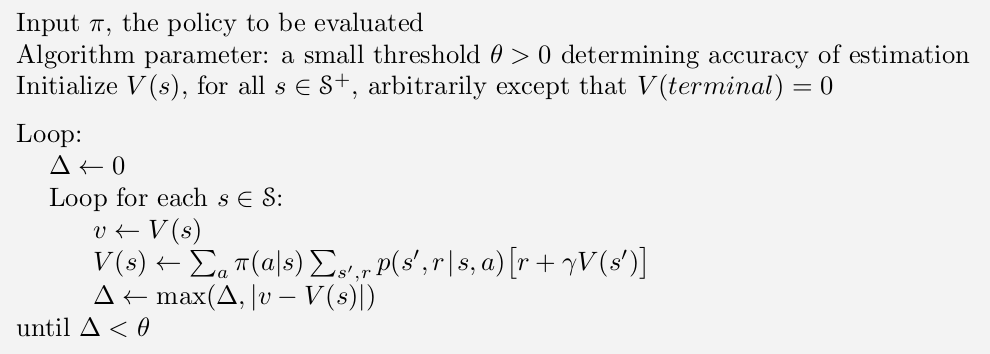 Input π, the policy to be evaluated
Algorithm parameter: a small threshold θ > 0 determining accuracy of estimation
Initialize V(s), for all s ∈ 𝒮⁺, arbitrarily except that V(terminal) = 0
Loop:
Δ ← 0
Loop for each s ∈ 𝒮:
v ← V(s)
V(s) ← ∑ₐ π(a|s) ∑ₛ′,ᵣ p(s′, r | s, a)[r + γV(s′)]
Δ ← max(Δ, |v − V(s)|)
until Δ < θ